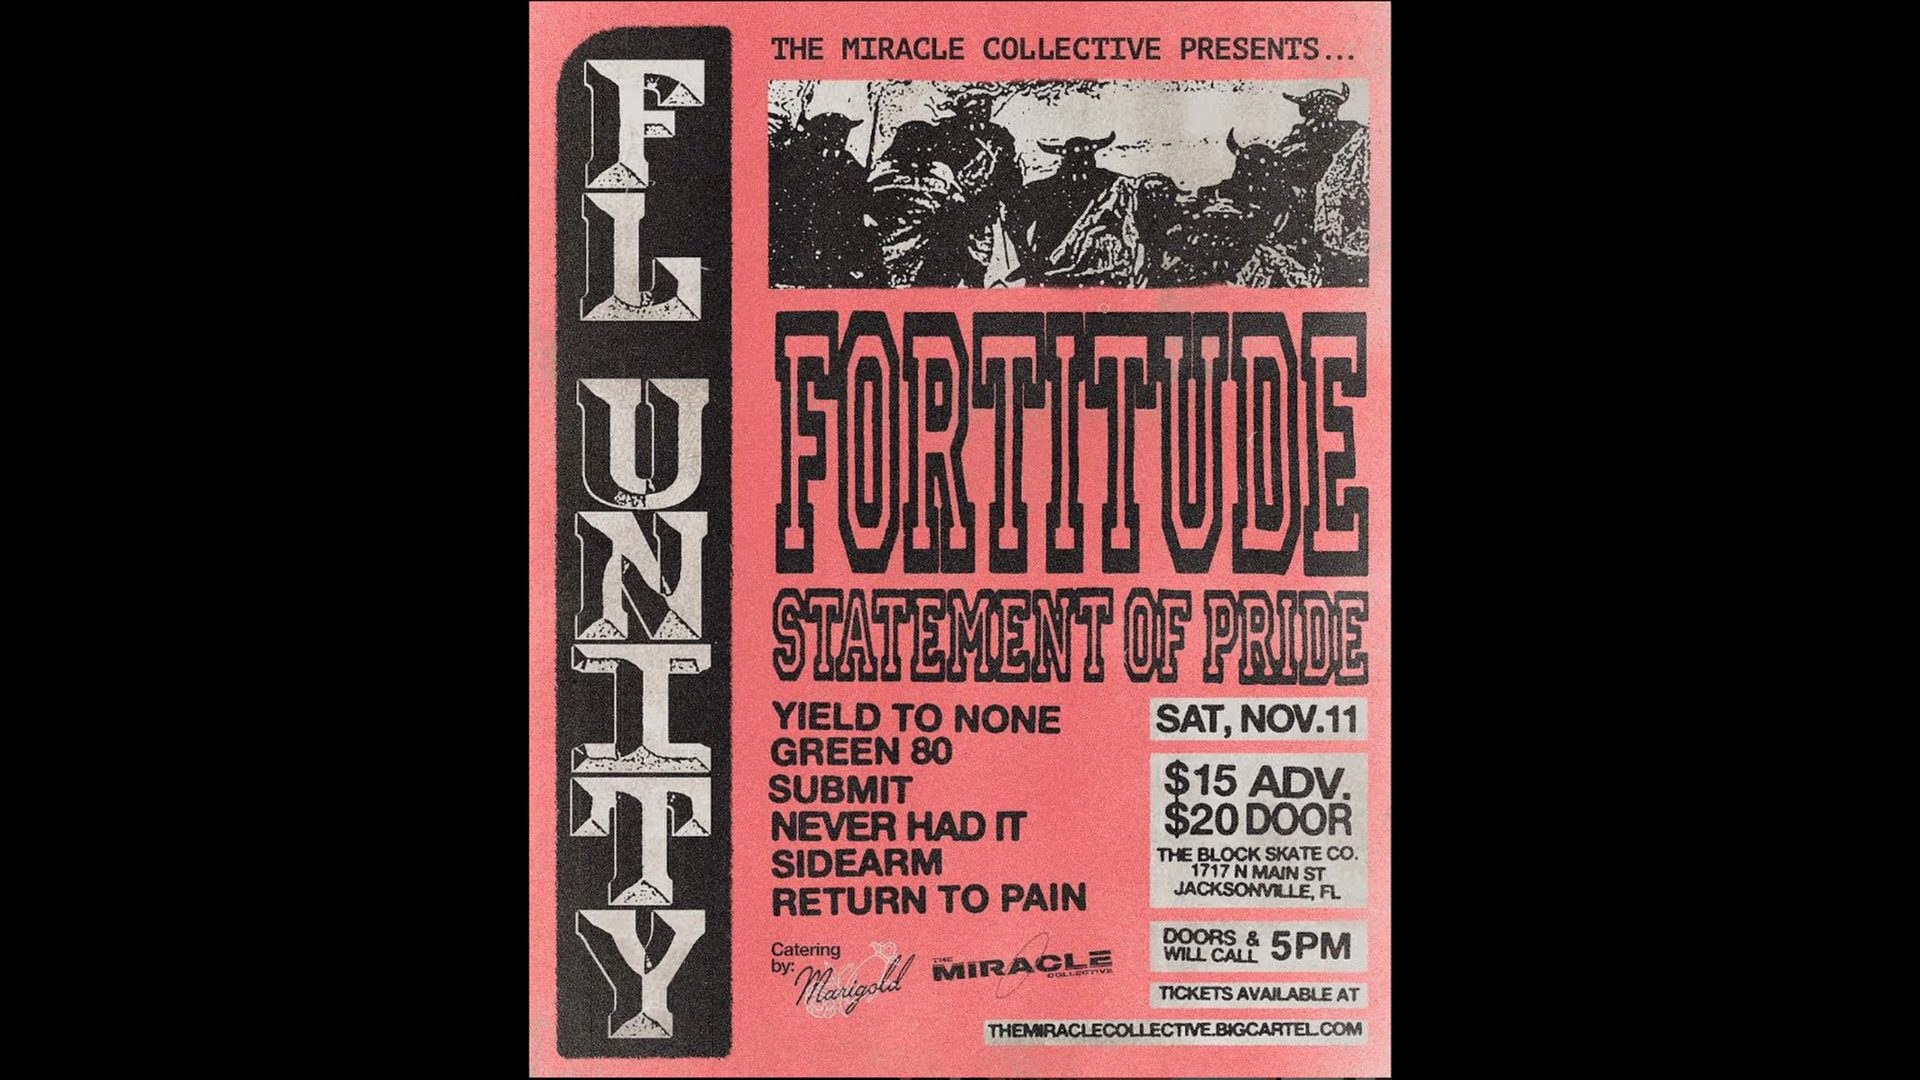 FL UNITY
THE MIRACLE COLLECTIVE PRESENTS...
FORTITUDE
STATEMENT OF PRIDE
YIELD TO NONE
GREEN 80
SUBMIT
NEVER HAD IT
SIDEARM
RETURN TO PAIN
SAT, NOV.11
$15 ADV.
$20 DOOR
THE BLOCK SKATE CO.
1717 N MAIN ST
JACKSONVILLE, FL
DOORS &
WILL CALL
5PM
TICKETS AVAILABLE AT
THEMIRACLECOLLECTIVE.BIGCARTEL.COM
Catering
by:
Marigold
THE
MIRACLE
COLLECTIVE